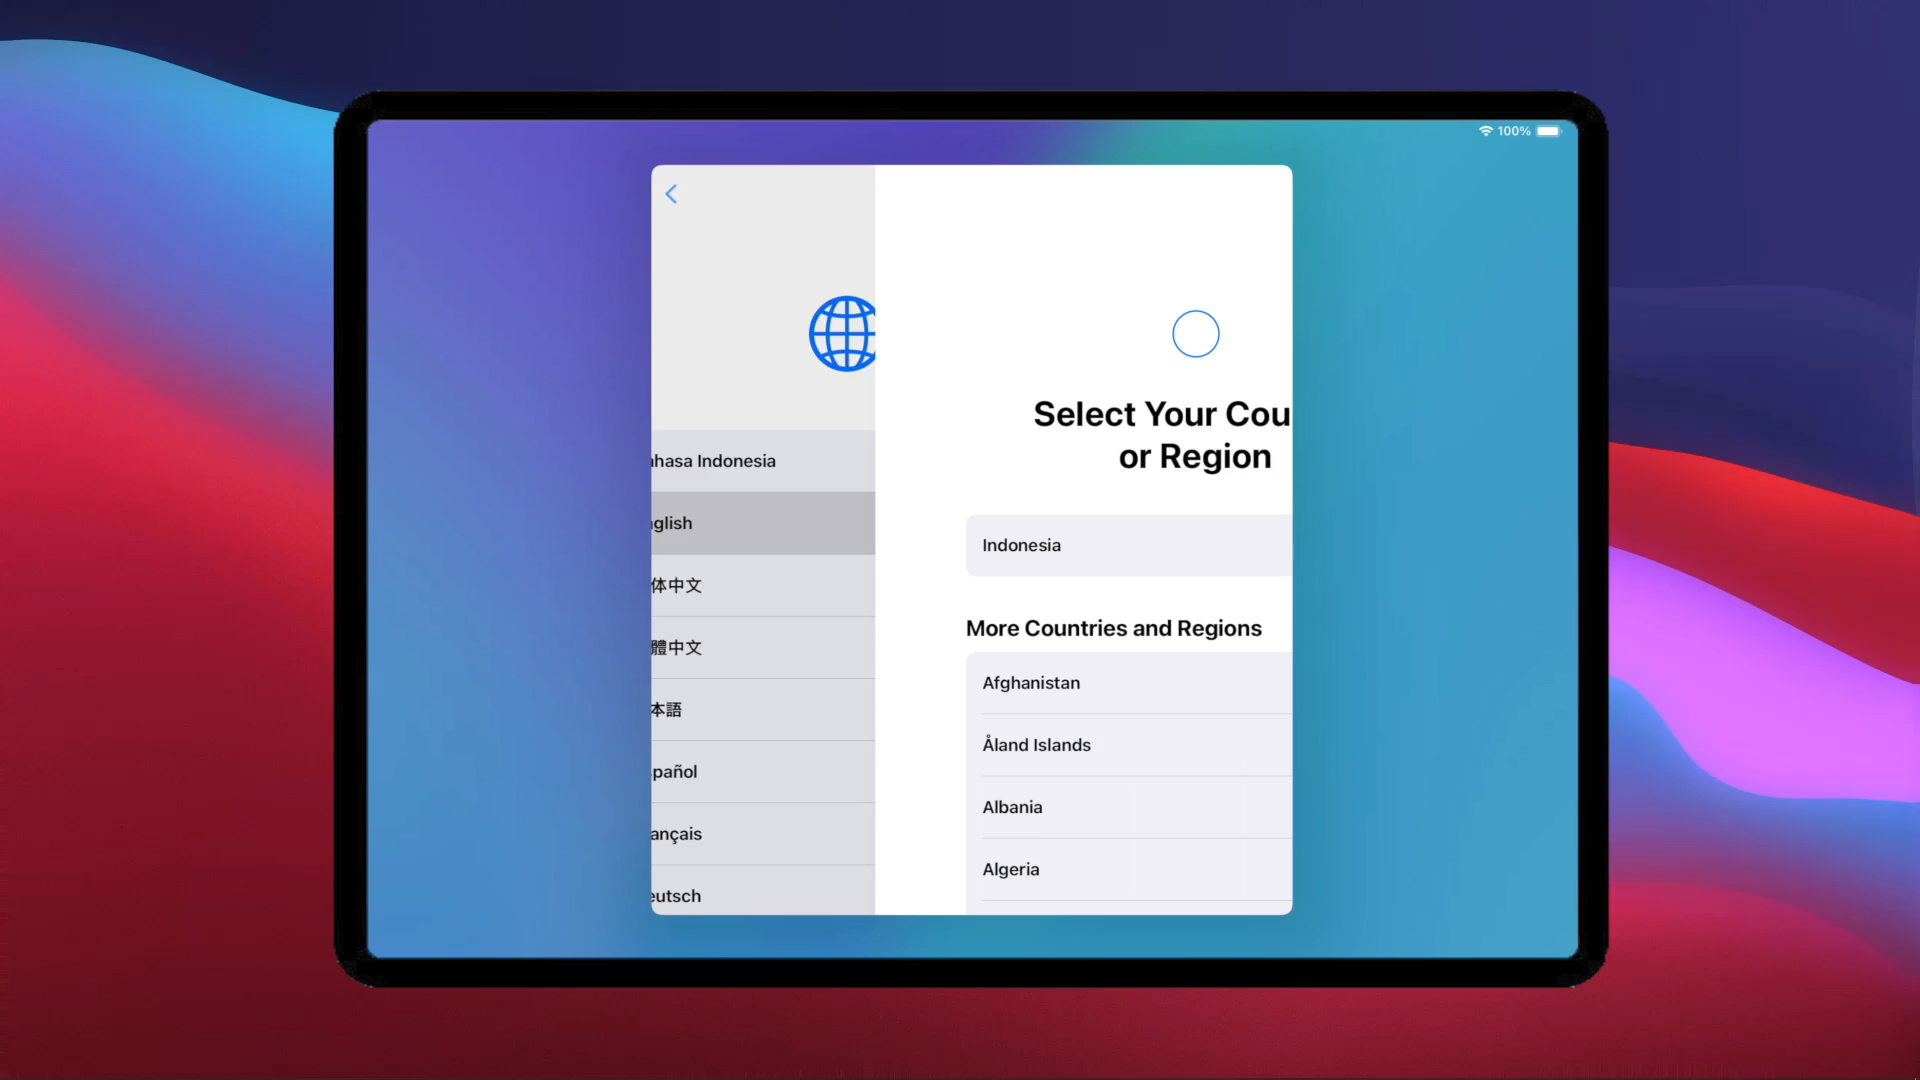 100%
hasa Indonesia
glish
体中文
體中文
本語
pañol
ançais
eutsch
Select Your Cou
or Region
Indonesia
More Countries and Regions
Afghanistan
Åland Islands
Albania
Algeria